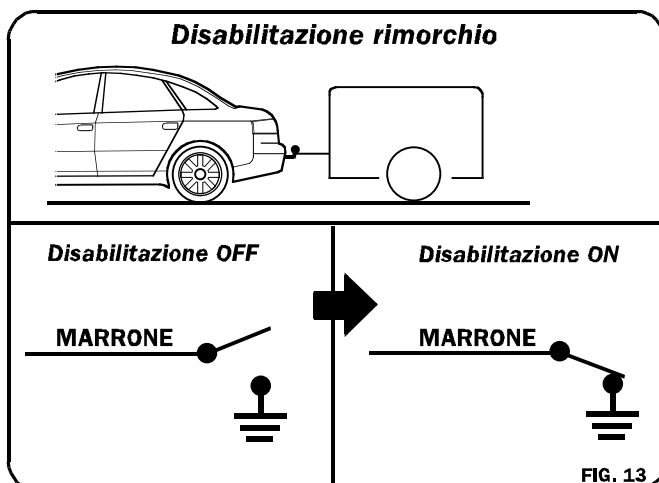 Disabilitazione rimorchio
Disabilitazione OFF
Disabilitazione ON
MARRONE
MARRONE
FIG. 13